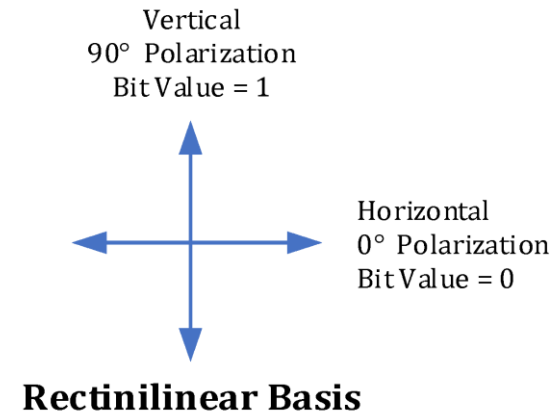 Vertical
90° Polarization
Bit Value = 1
Horizontal
0° Polarization
Bit Value = 0
Rectinilinear Basis